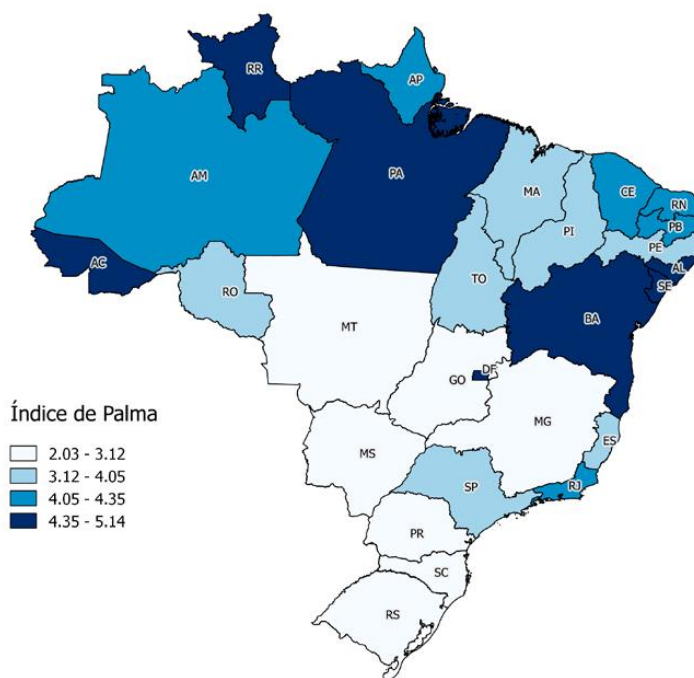 RR
AP
AM
PA
MA
CE
RN
PB
PI
PE
AL
SE
AC
RO
TO
BA
MT
DF
GO
MG
ES
MS
SP
RJ
PR
SC
RS
Índice de Palma
2.03 - 3.12
3.12 - 4.05
4.05 - 4.35
4.35 - 5.14